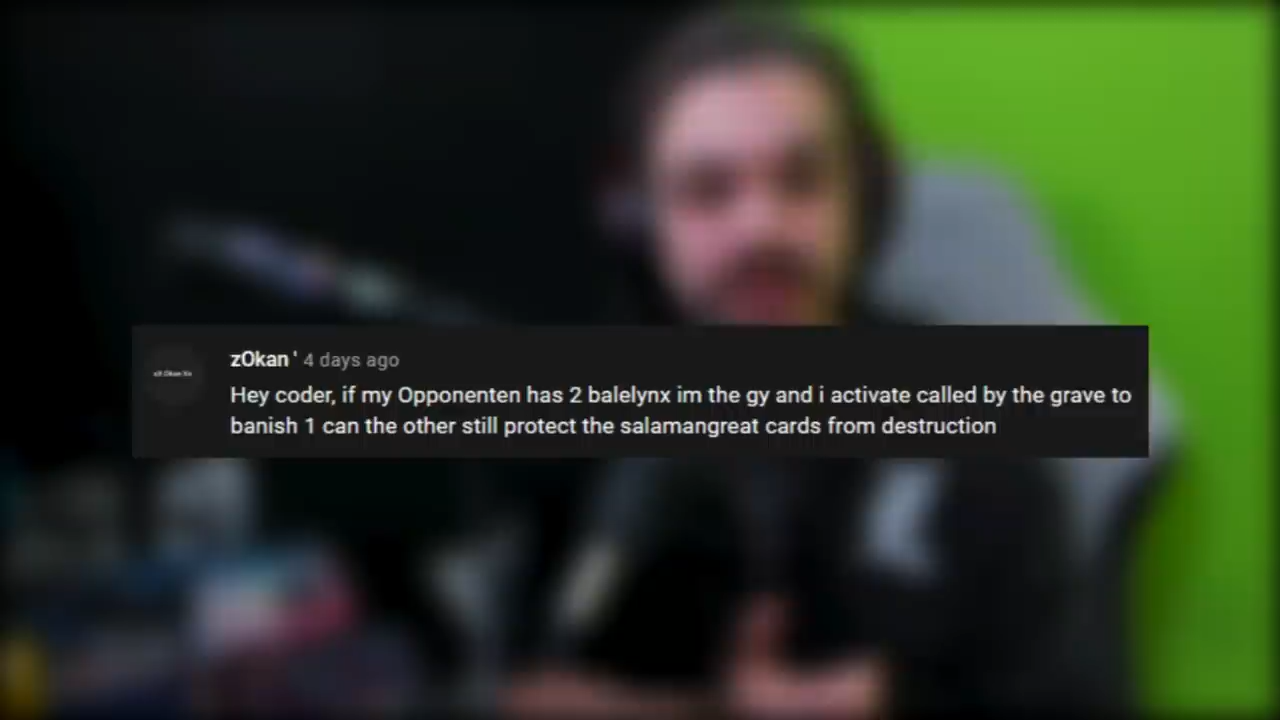 zOkan ' 4 days ago
Hey coder, if my Opponenten has 2 balelynx im the gy and i activate called by the grave to
banish 1 can the other still protect the salamangreat cards from destruction